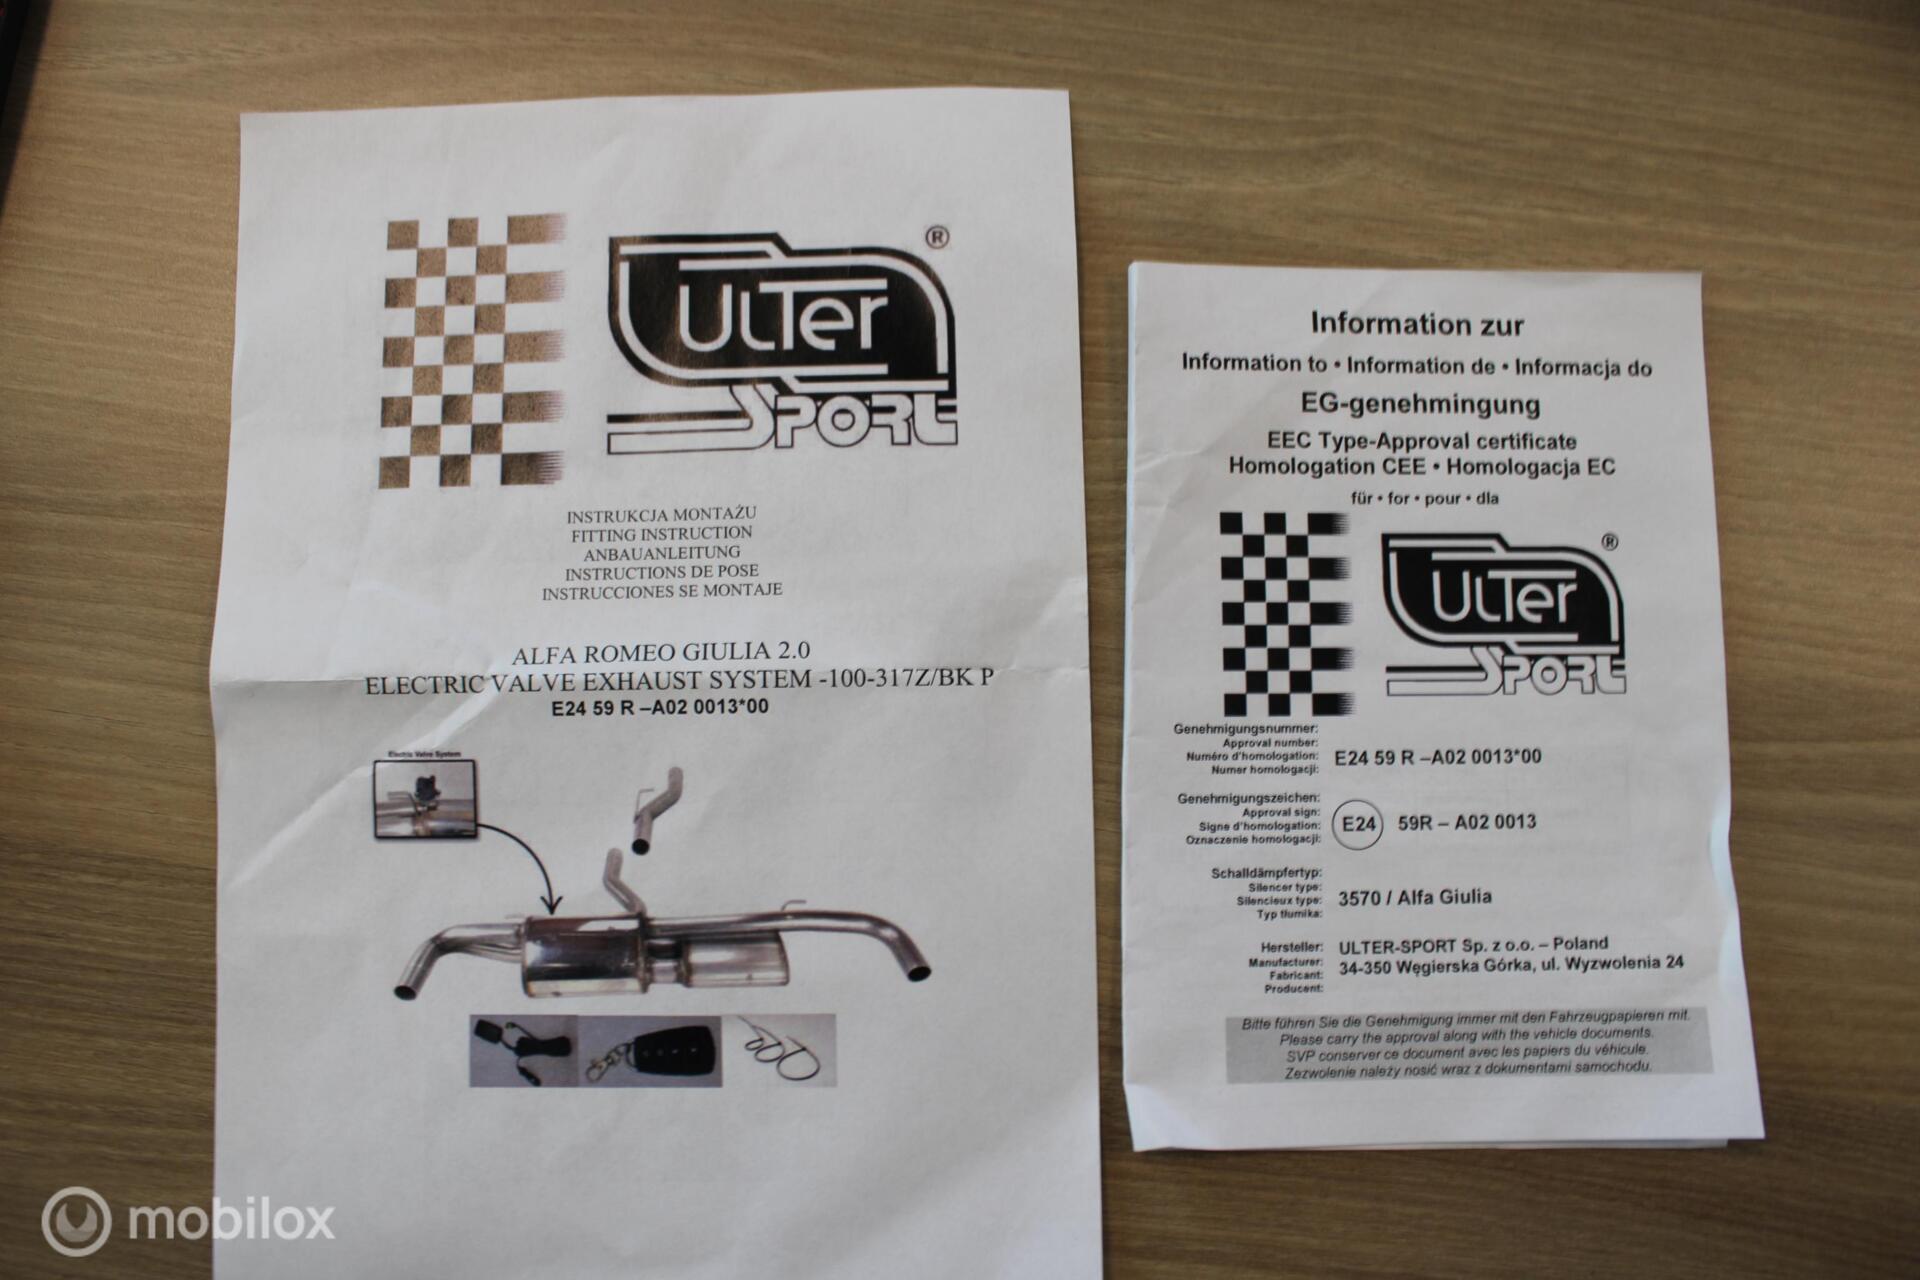 ULTer
SPORT
®
INSTRUKCJA MONTAŻU
FITTING INSTRUCTION
ANBAUANLEITUNG
INSTRUCTIONS DE POSE
INSTRUCCIONES SE MONTAJE
ALFA ROMEO GIULIA 2.0
ELECTRIC VALVE EXHAUST SYSTEM -100-317Z/BK P
E24 59 R –A02 0013*00
Electric Valve System
Information zur
Information to • Information de • Informacja do
EG-genehmingung
EEC Type-Approval certificate
Homologation CEE • Homologacja EC
für • for • pour • dla
ULTer
SPORT
®
Genehmigungsnummer:
Approval number:
Numéro d'homologation:
Numer homologacji:
E24 59 R –A02 0013*00
Genehmigungszeichen:
Approval sign:
Signe d'homologation:
Oznaczenie homologacji:
E24 59R – A02 0013
Schalldämpfertyp:
Silencer type:
Silencieux type:
Typ tłumika:
3570 / Alfa Giulia
Hersteller:
Manufacturer:
Fabricant:
Producent:
ULTER-SPORT Sp. z o.o. – Poland
34-350 Węgierska Górka, ul. Wyzwolenia 24
Bitte führen Sie die Genehmigung immer mit den Fahrzeugpapieren mit.
Please carry the approval along with the vehicle documents.
SVP conserver ce document avec les papiers du véhicule.
Zezwolenie należy nosić wraz z dokumentami samochodu.
mobilox